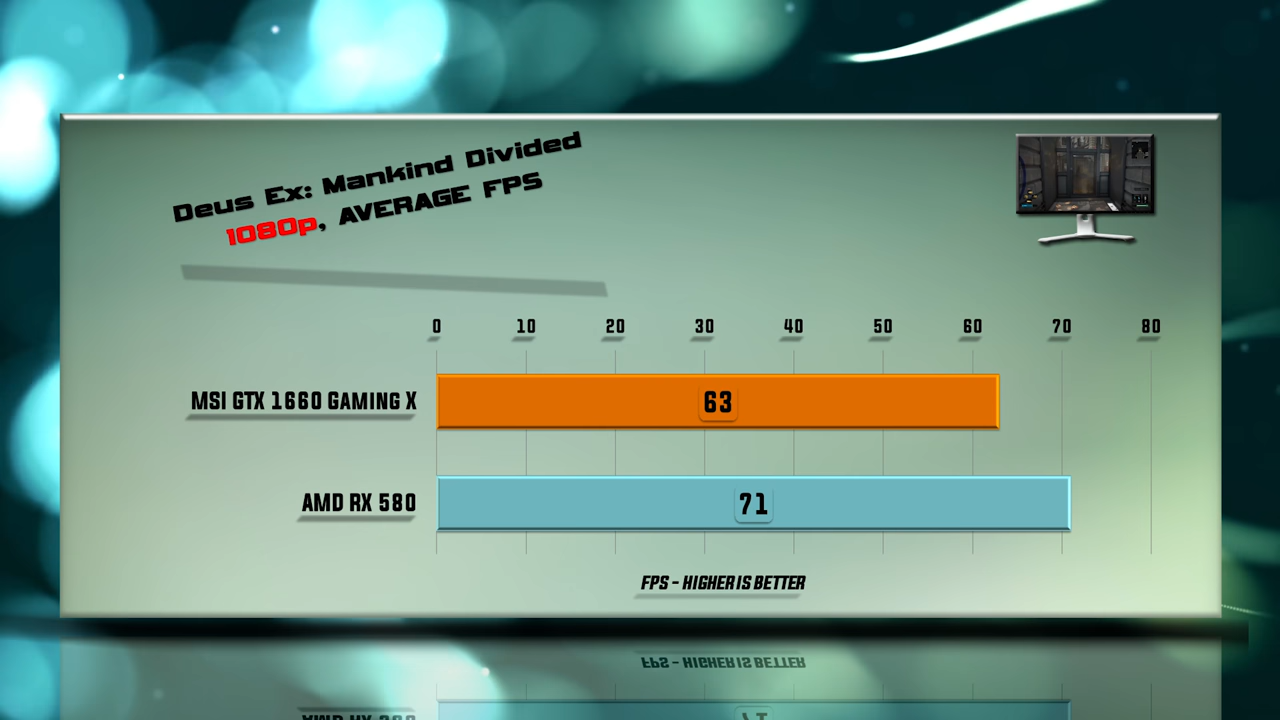 Deus Ex: Mankind Divided
1080p, AVERAGE FPS
0 10 20 30 40 50 60 70 80
MSI GTX 1660 GAMING X 63
AMD RX 580 71
FPS - HIGHER IS BETTER